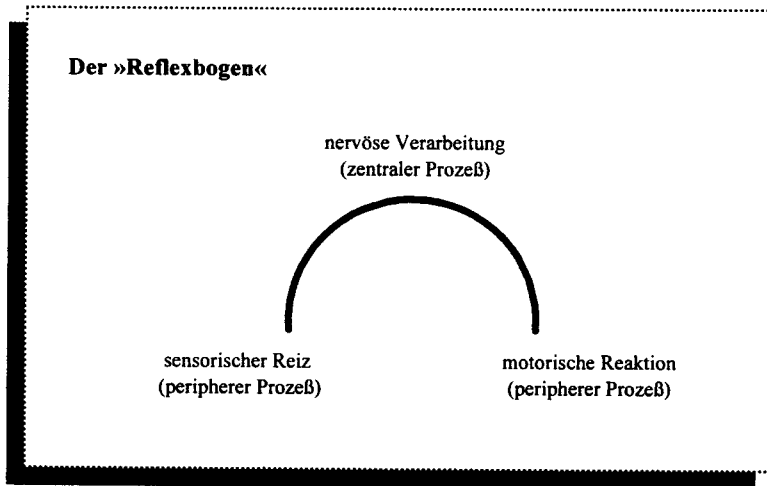 Der »Reflexbogen«
nervöse Verarbeitung
(zentraler Prozeß)
sensorischer Reiz
(peripherer Prozeß)
motorische Reaktion
(peripherer Prozeß)